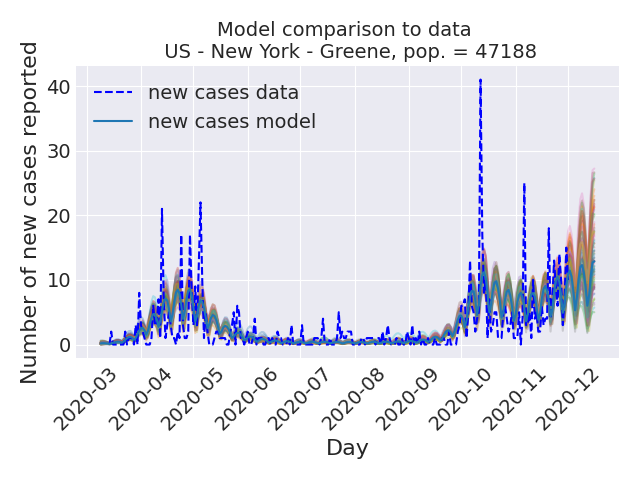 Model comparison to data
US - New York - Greene, pop. = 47188
Number of new cases reported
40
30
20
10
0
new cases data
new cases model
2020-03
2020-04
2020-05
2020-06
2020-07
2020-08
2020-09
2020-10
2020-11
2020-12
Day